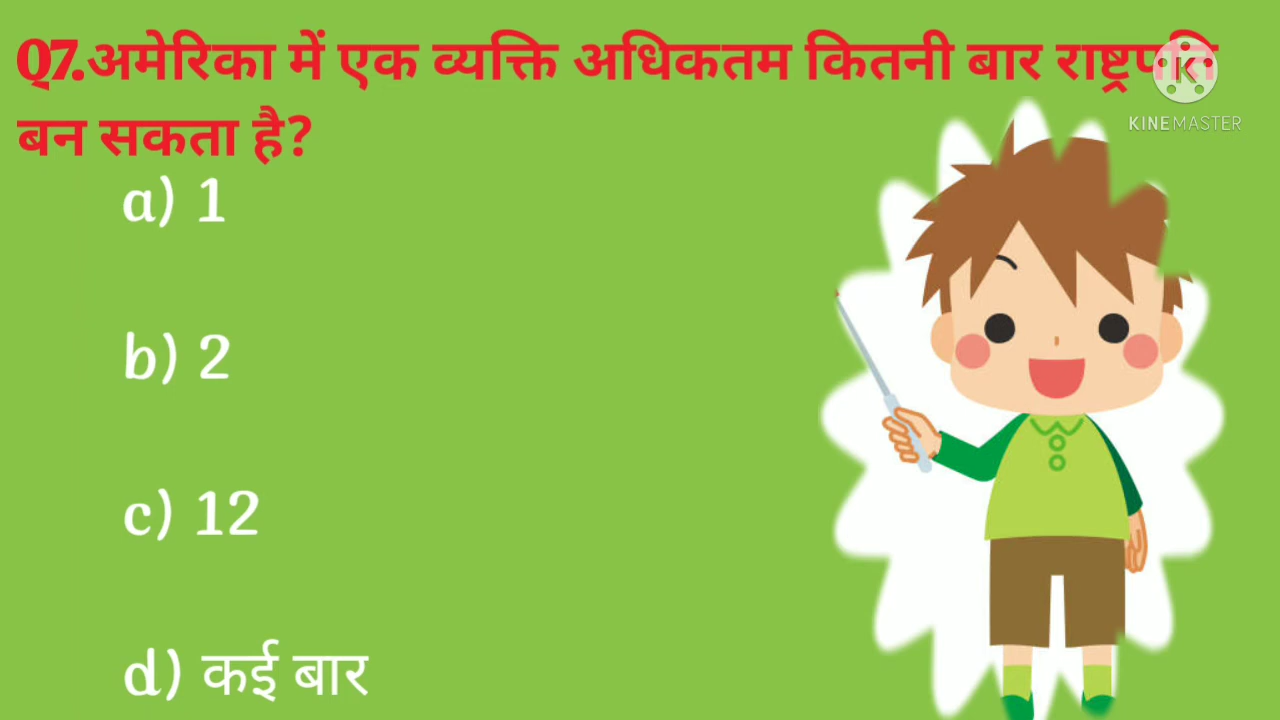 Q7.अमेरिका में एक व्यक्ति अधिकतम कितनी बार राष्ट्रपति
बन सकता है?
a) 1
b) 2
c) 12
d) कई बार
K
KINEMASTER